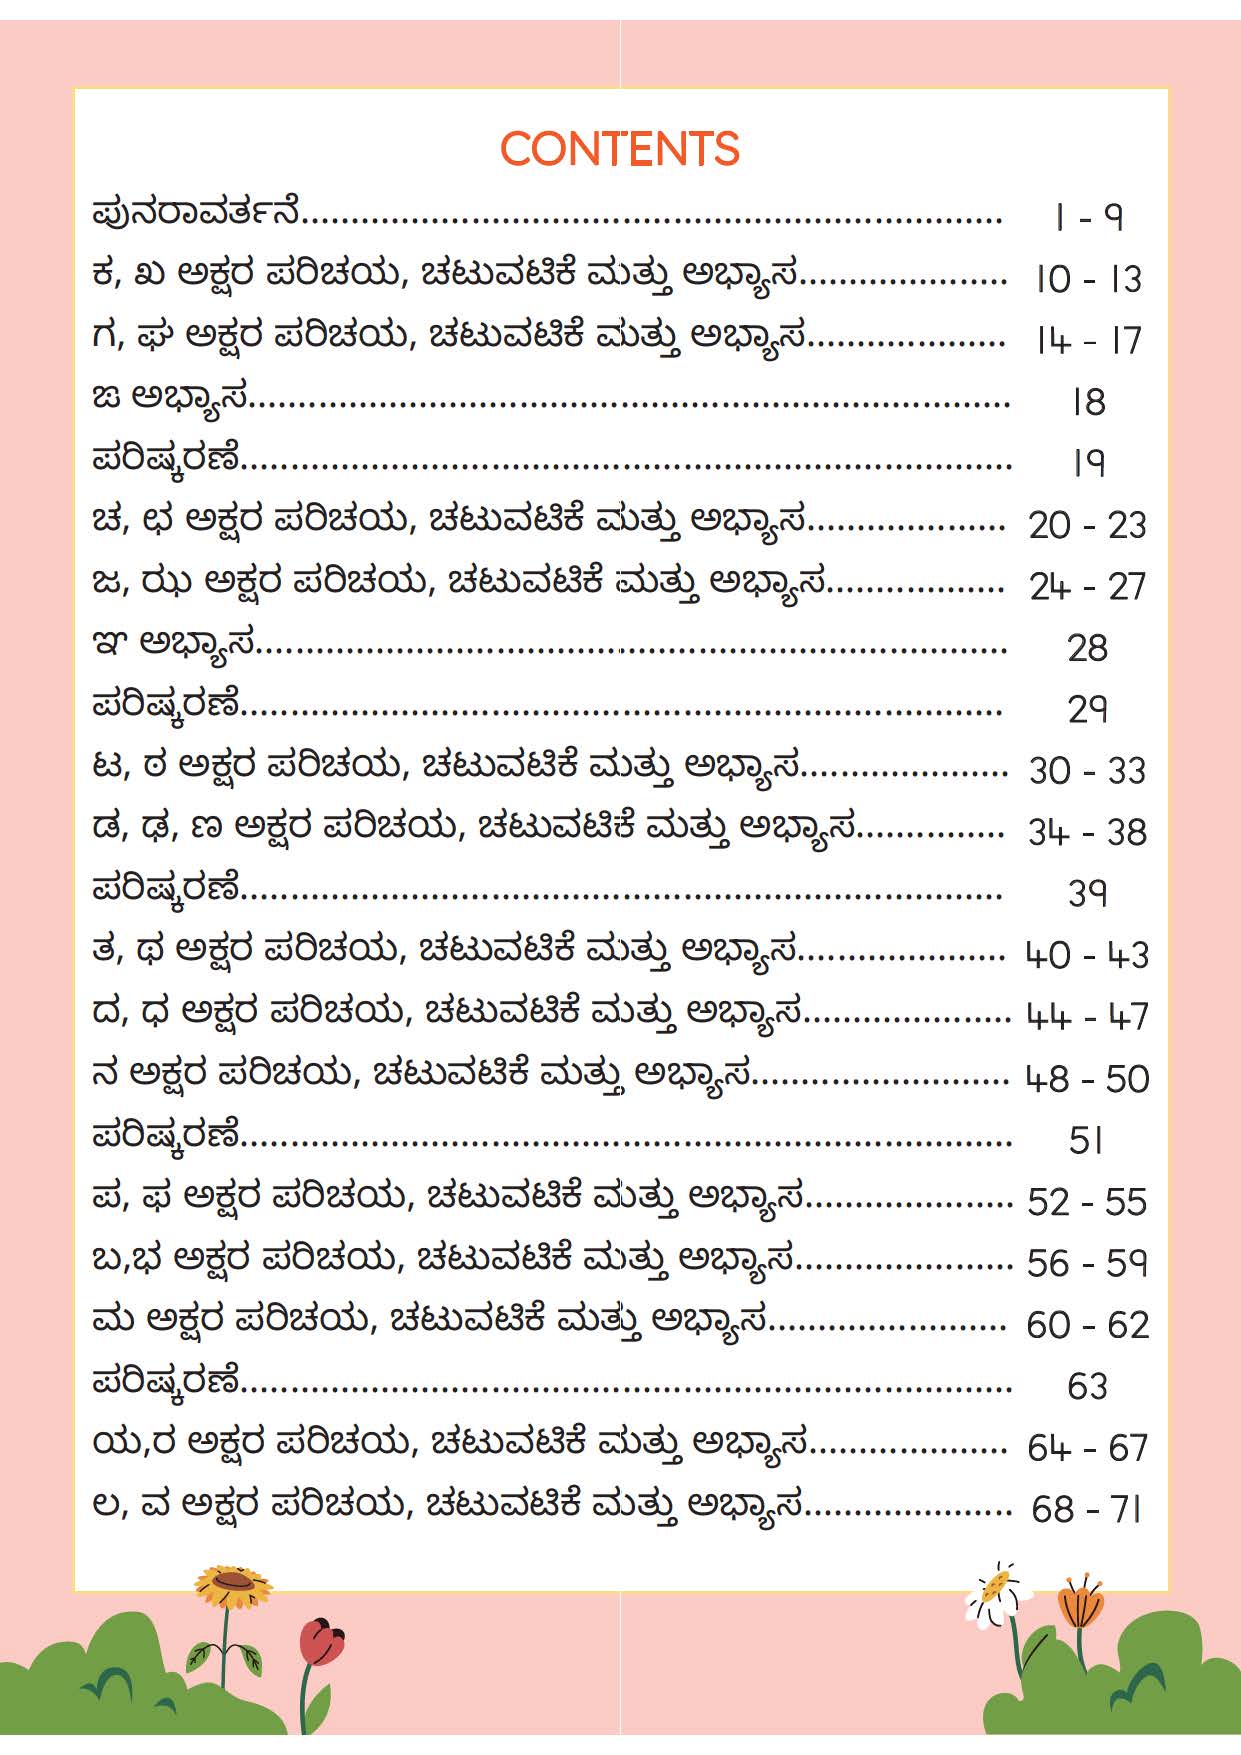 CONTENTS
ಪುನರಾವರ್ತನೆ...................................................................... 1 - 9
ಕ, ಖ ಅಕ್ಷರ ಪರಿಚಯ, ಚಟುವಟಿಕೆ ಮತ್ತು ಅಭ್ಯಾಸ..................... 10 - 13
ಗ, ಘ ಅಕ್ಷರ ಪರಿಚಯ, ಚಟುವಟಿಕೆ ಮತ್ತು ಅಭ್ಯಾಸ.................... 14 - 17
ಙ ಅಭ್ಯಾಸ............................................................................ 18
ಪರಿಷ್ಕರಣೆ............................................................................. 19
ಚ, ಛ ಅಕ್ಷರ ಪರಿಚಯ, ಚಟುವಟಿಕೆ ಮತ್ತು ಅಭ್ಯಾಸ.................... 20 - 23
ಜ, ಝ ಅಕ್ಷರ ಪರಿಚಯ, ಚಟುವಟಿಕೆ ಮತ್ತು ಅಭ್ಯಾಸ.................. 24 - 27
ಞ ಅಭ್ಯಾಸ........................................................................... 28
ಪರಿಷ್ಕರಣೆ............................................................................ 29
ಟ, ಠ ಅಕ್ಷರ ಪರಿಚಯ, ಚಟುವಟಿಕೆ ಮತ್ತು ಅಭ್ಯಾಸ..................... 30 - 33
ಡ, ಢ, ಣ ಅಕ್ಷರ ಪರಿಚಯ, ಚಟುವಟಿಕೆ ಮತ್ತು ಅಭ್ಯಾಸ............... 34 - 38
ಪರಿಷ್ಕರಣೆ............................................................................ 39
ತ, ಥ ಅಕ್ಷರ ಪರಿಚಯ, ಚಟುವಟಿಕೆ ಮತ್ತು ಅಭ್ಯಾಸ..................... 40 - 43
ದ, ಧ ಅಕ್ಷರ ಪರಿಚಯ, ಚಟುವಟಿಕೆ ಮತ್ತು ಅಭ್ಯಾಸ..................... 44 - 47
ನ ಅಕ್ಷರ ಪರಿಚಯ, ಚಟುವಟಿಕೆ ಮತ್ತು ಅಭ್ಯಾಸ.......................... 48 - 50
ಪರಿಷ್ಕರಣೆ............................................................................. 51
ಪ, ಫ ಅಕ್ಷರ ಪರಿಚಯ, ಚಟುವಟಿಕೆ ಮತ್ತು ಅಭ್ಯಾಸ..................... 52 - 55
ಬ,ಭ ಅಕ್ಷರ ಪರಿಚಯ, ಚಟುವಟಿಕೆ ಮತ್ತು ಅಭ್ಯಾಸ...................... 56 - 59
ಮ ಅಕ್ಷರ ಪರಿಚಯ, ಚಟುವಟಿಕೆ ಮತ್ತು ಅಭ್ಯಾಸ........................ 60 - 62
ಪರಿಷ್ಕರಣೆ............................................................................. 63
ಯ,ರ ಅಕ್ಷರ ಪರಿಚಯ, ಚಟುವಟಿಕೆ ಮತ್ತು ಅಭ್ಯಾಸ.................... 64 - 67
ಲ, ವ ಅಕ್ಷರ ಪರಿಚಯ, ಚಟುವಟಿಕೆ ಮತ್ತು ಅಭ್ಯಾಸ..................... 68 - 71